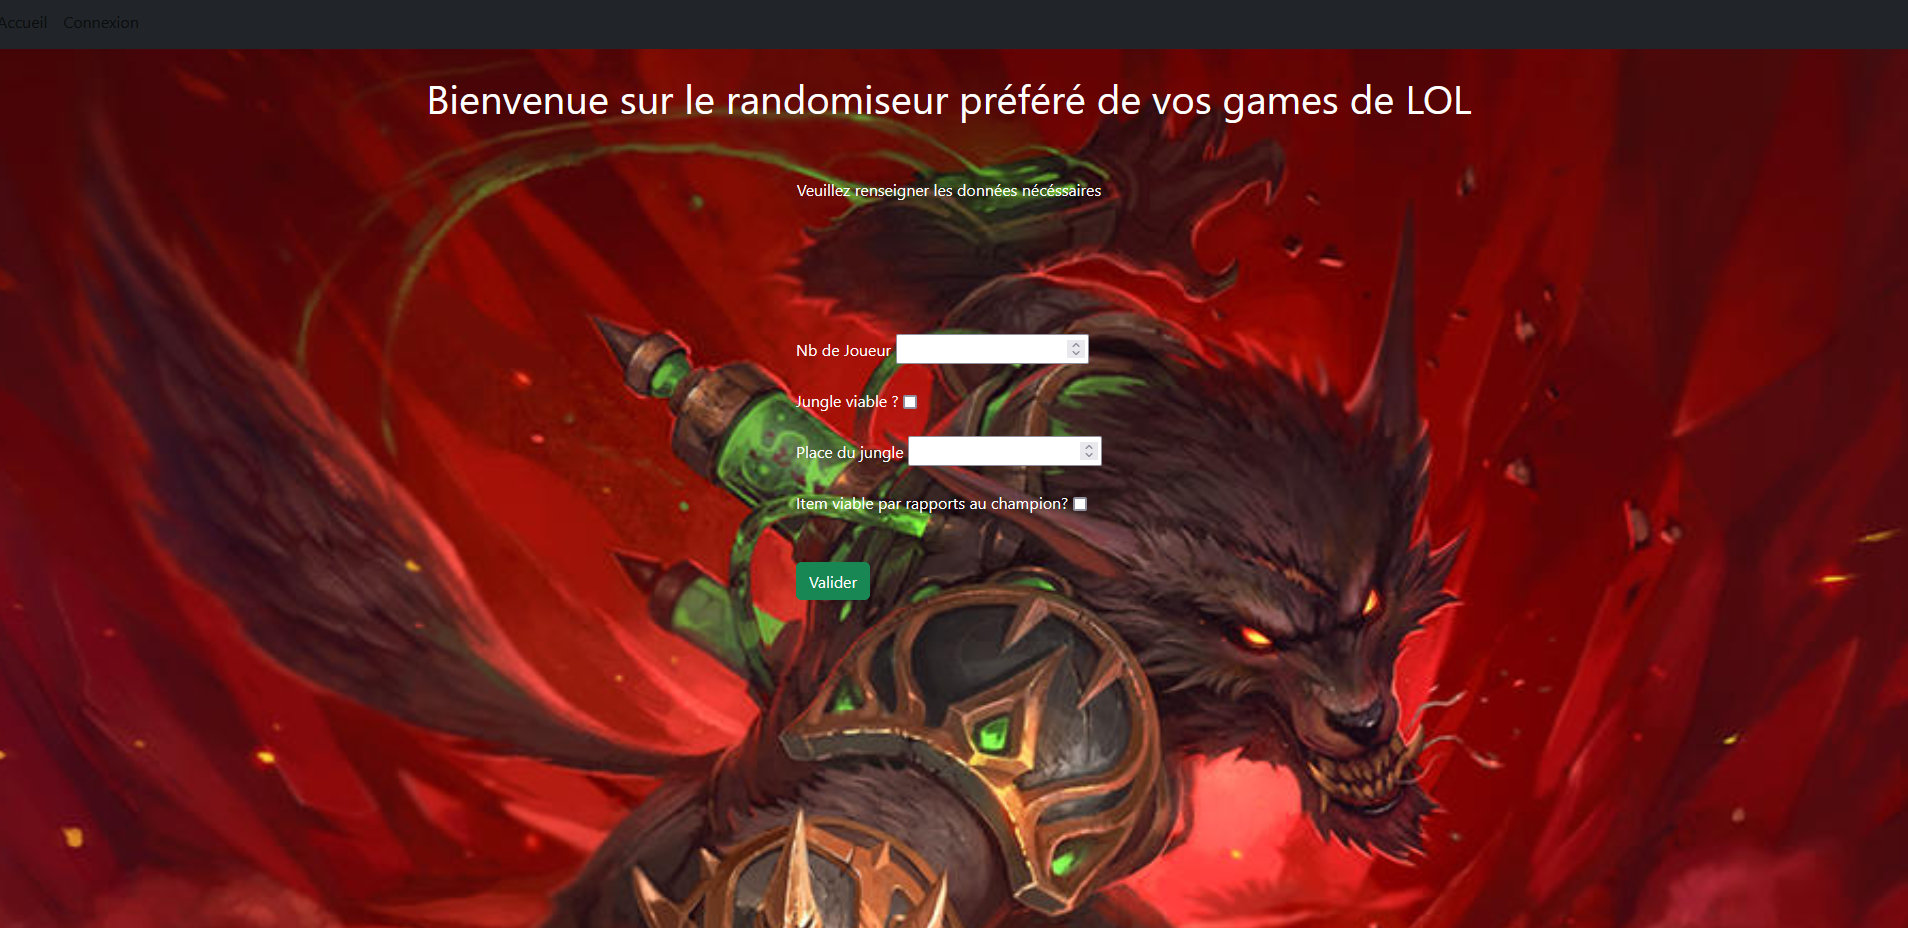 Accueil Connexion
Bienvenue sur le randomiseur préféré de vos games de LOL
Veuillez renseigner les données nécéssaires
Nb de Joueur
Jungle viable ?
Place du jungle
Item viable par rapports au champion?
Valider